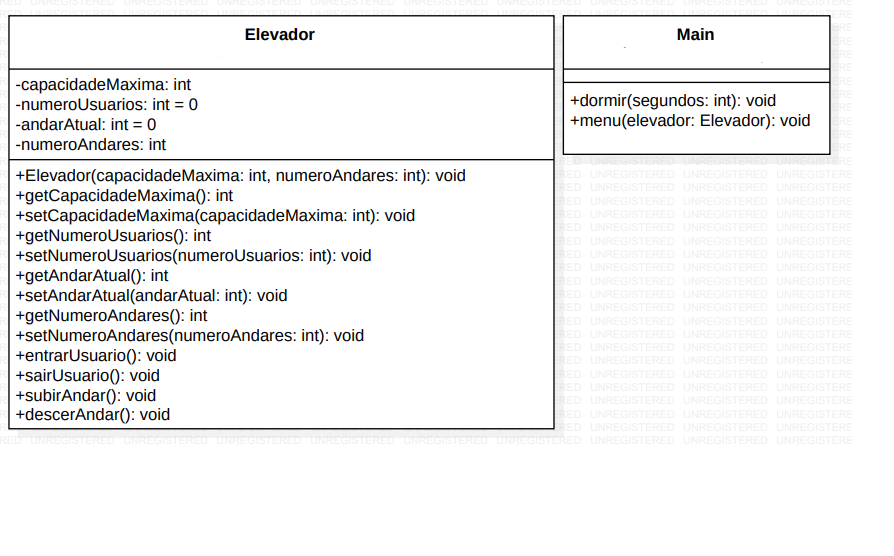 Elevador
-capacidadeMaxima: int
-numeroUsuarios: int = 0
-andarAtual: int = 0
-numeroAndares: int
+Elevador(capacidadeMaxima: int, numeroAndares: int): void
+getCapacidadeMaxima(): int
+setCapacidadeMaxima(capacidadeMaxima: int): void
+getNumeroUsuarios(): int
+setNumeroUsuarios(numeroUsuarios: int): void
+getAndarAtual(): int
+setAndarAtual(andarAtual: int): void
+getNumeroAndares(): int
+setNumeroAndares(numeroAndares: int): void
+entrarUsuario(): void
+sairUsuario(): void
+subirAndar(): void
+descerAndar(): void
Main
+dormir(segundos: int): void
+menu(elevador: Elevador): void
UNREGISTERED